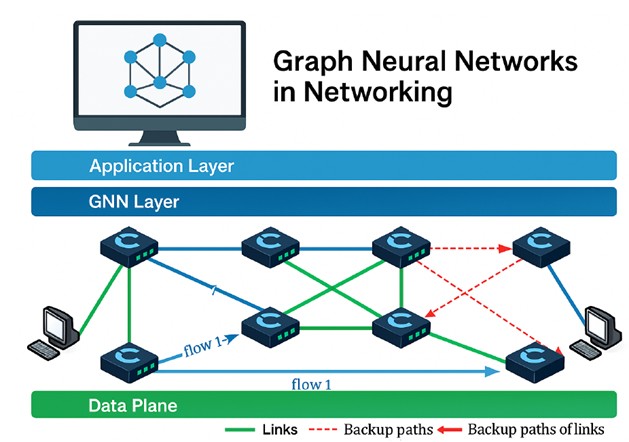 Graph Neural Networks
in Networking
Application Layer
GNN Layer
flow 1
flow 1
Data Plane
Links
Backup paths
Backup paths of links